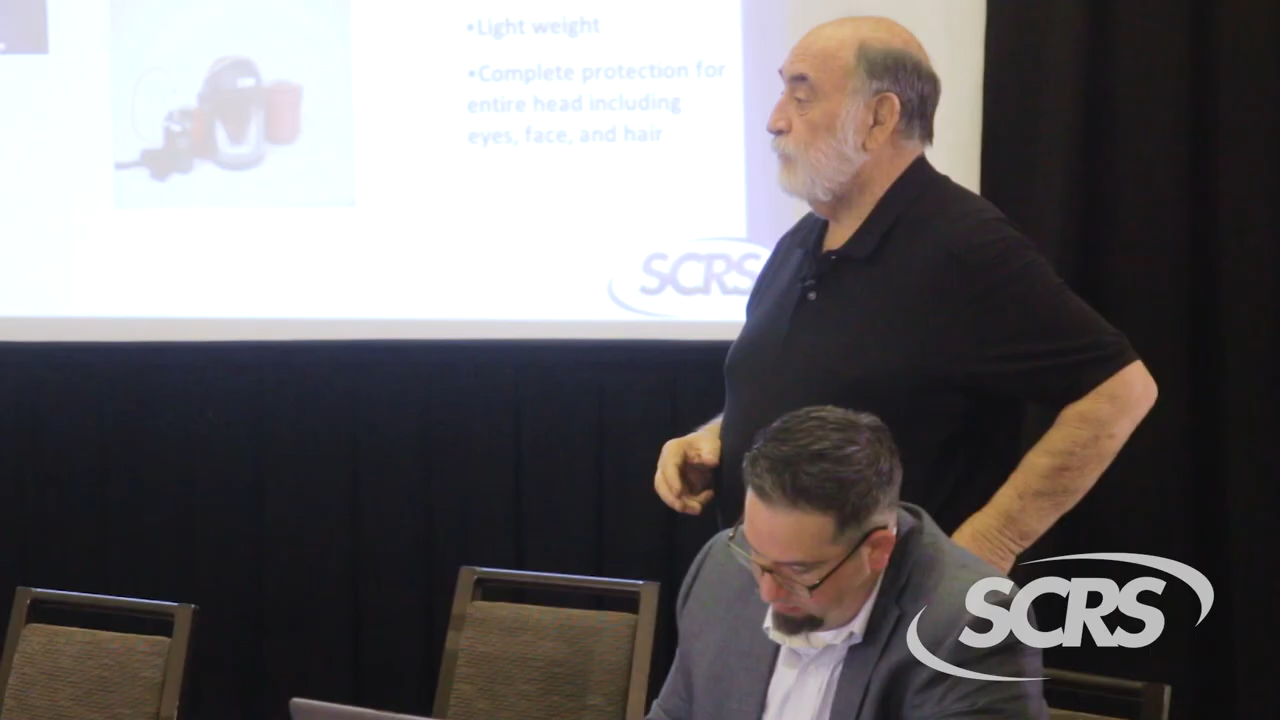 •Light weight
•Complete protection for
entire head including
eyes, face, and hair
SCRS
SCRS